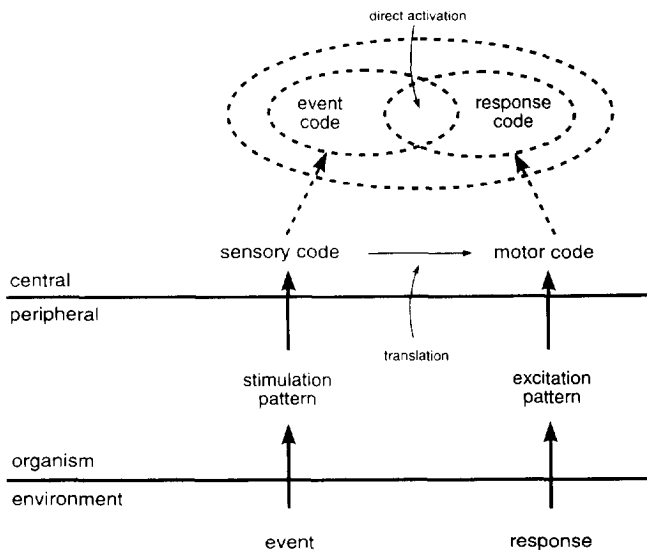 direct activation
event
code
response
code
sensory code
motor code
central
peripheral
translation
stimulation
pattern
excitation
pattern
organism
environment
event
response